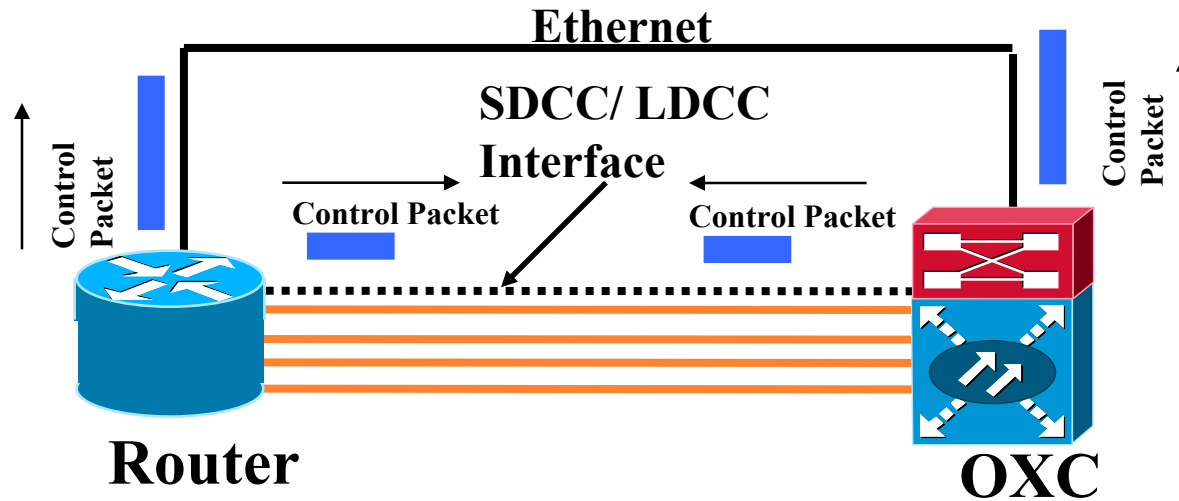 Ethernet
SDCC/ LDCC
Interface
Control
Packet
Control
Packet
Control Packet
Control Packet
Router
OXC